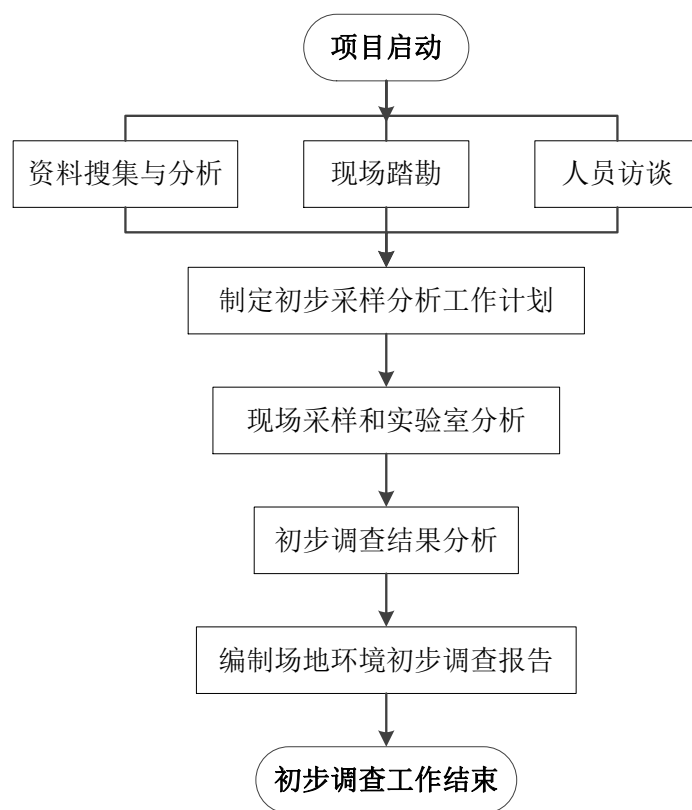 项目启动
资料搜集与分析
现场踏勘
人员访谈
制定初步采样分析工作计划
现场采样和实验室分析
初步调查结果分析
编制场地环境初步调查报告
初步调查工作结束